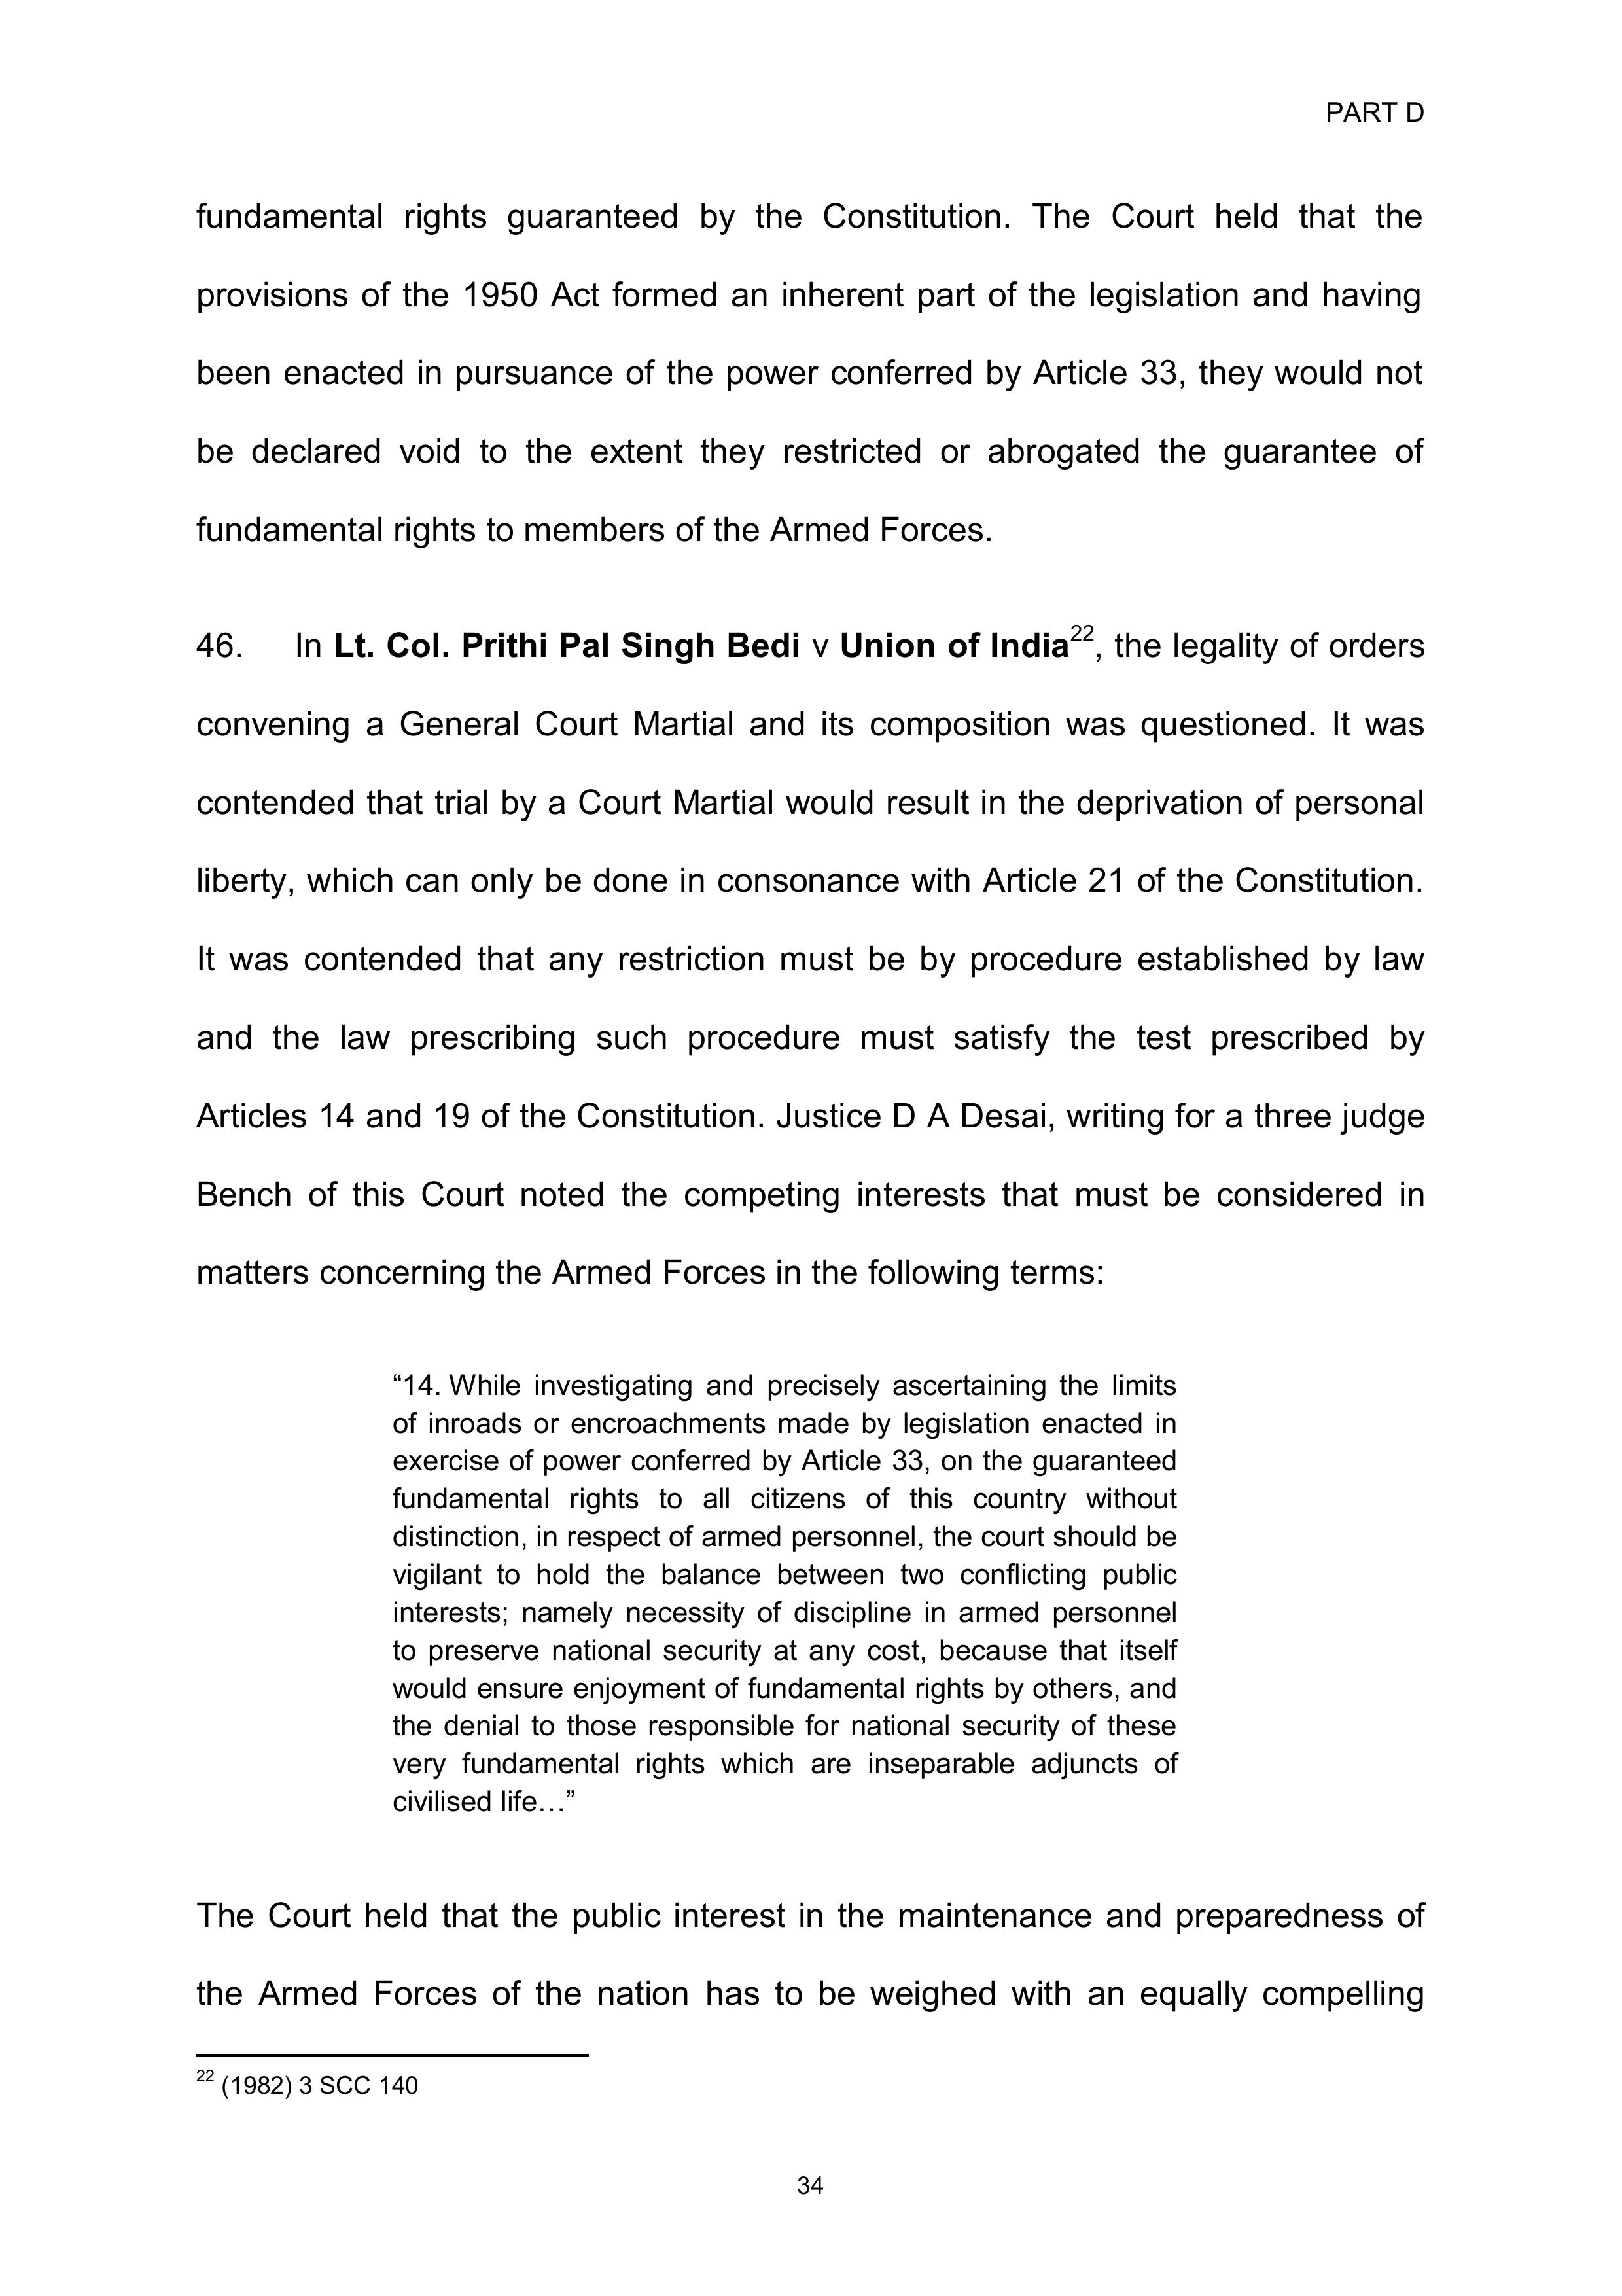 PART D
fundamental rights guaranteed by the Constitution. The Court held that the
provisions of the 1950 Act formed an inherent part of the legislation and having
been enacted in pursuance of the power conferred by Article 33, they would not
be declared void to the extent they restricted or abrogated the guarantee of
fundamental rights to members of the Armed Forces.
46. In Lt. Col. Prithi Pal Singh Bedi v Union of India22, the legality of orders
convening a General Court Martial and its composition was questioned. It was
contended that trial by a Court Martial would result in the deprivation of personal
liberty, which can only be done in consonance with Article 21 of the Constitution.
It was contended that any restriction must be by procedure established by law
and the law prescribing such procedure must satisfy the test prescribed by
Articles 14 and 19 of the Constitution. Justice D A Desai, writing for a three judge
Bench of this Court noted the competing interests that must be considered in
matters concerning the Armed Forces in the following terms:
“14. While investigating and precisely ascertaining the limits
of inroads or encroachments made by legislation enacted in
exercise of power conferred by Article 33, on the guaranteed
fundamental rights to all citizens of this country without
distinction, in respect of armed personnel, the court should be
vigilant to hold the balance between two conflicting public
interests; namely necessity of discipline in armed personnel
to preserve national security at any cost, because that itself
would ensure enjoyment of fundamental rights by others, and
the denial to those responsible for national security of these
very fundamental rights which are inseparable adjuncts of
civilised life…”
The Court held that the public interest in the maintenance and preparedness of
the Armed Forces of the nation has to be weighed with an equally compelling
22 (1982) 3 SCC 140
34